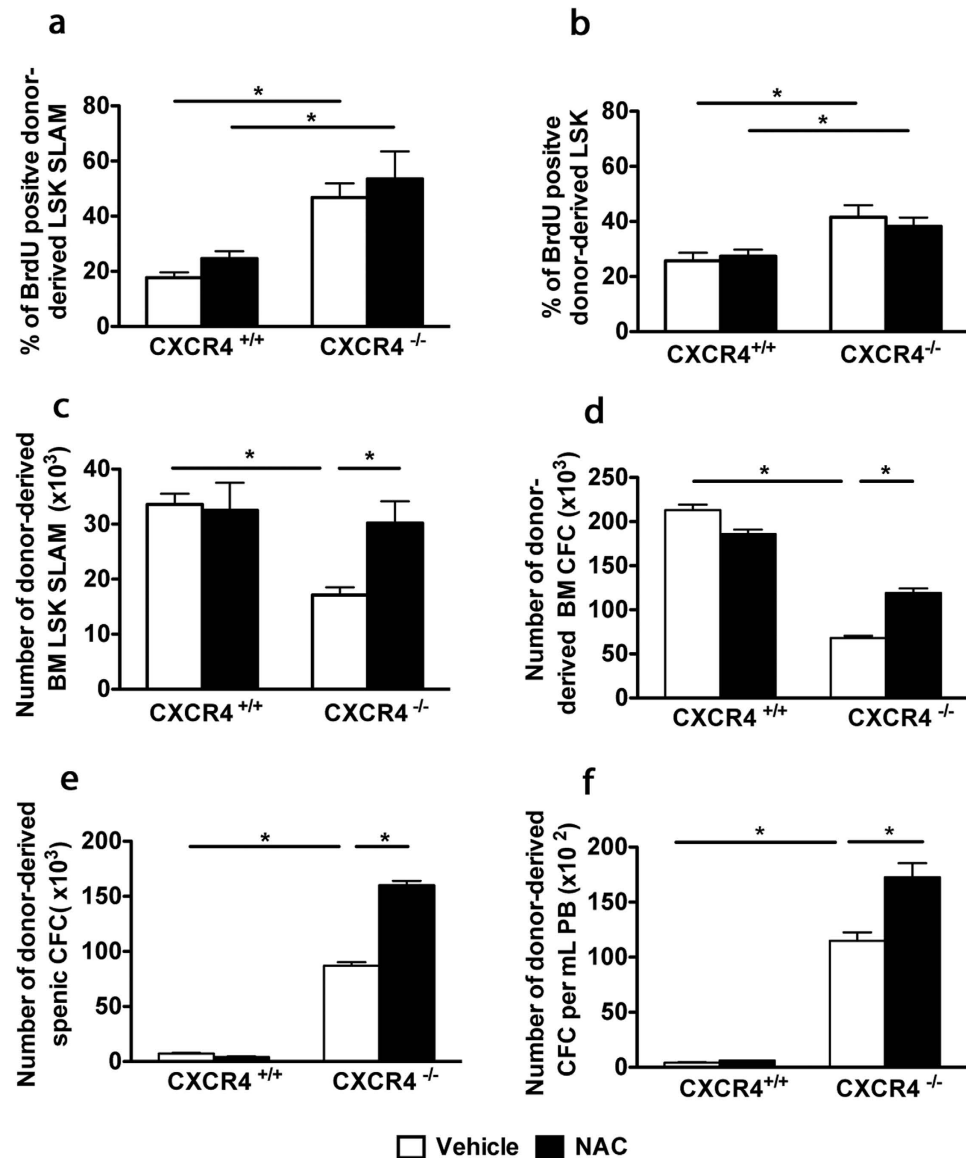 a
% of BrdU positive donor-
derived LSK SLAM
80
60
40
20
0
*
*
CXCR4 +/+
CXCR4 -/-
b
% of BrdU positve
donor-derived LSK
80
60
40
20
0
*
*
CXCR4+/+
CXCR4 -/-
c
Number of donor-derived
BM LSK SLAM (x10³)
40
30
20
10
0
*
*
CXCR4 +/+
CXCR4 -/-
d
Number of donor-
derived BM CFC (x10³)
250
200
150
100
50
0
*
*
CXCR4 +/+
CXCR4 -/-
e
Number of donor-derived
spenic CFC( x10³)
200
150
100
50
0
*
*
CXCR4 +/+
CXCR4 -/-
f
Number of donor-derived
CFC per mL PB (x10 ²)
200
150
100
50
0
*
*
CXCR4+/+
CXCR4 -/-
Vehicle
NAC